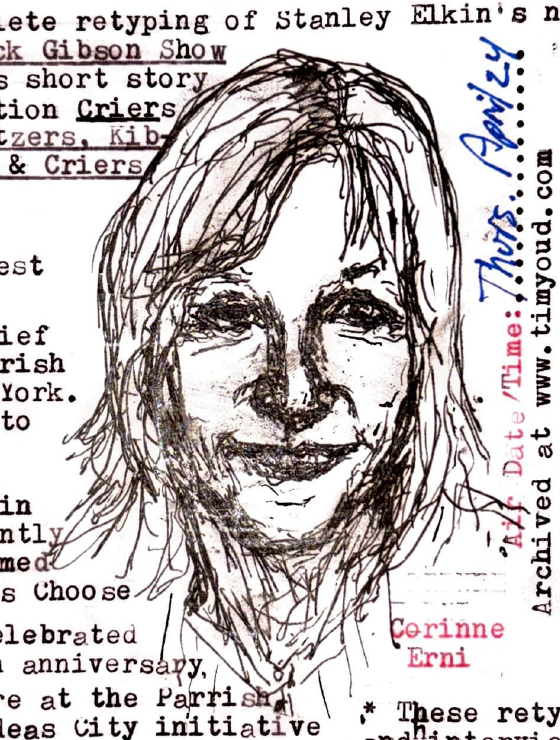 lete retyping of Stanley Elkin's n
ck Gibson Show
s short story
tion Criers
tzers, Kib-
& Criers
est
ief
rish
York.
to
in
ntly
med
s Choose
elebrated
n anniversary,
re at the Parrish
deas City initiative
Thurs. April 24
Air Date/Time:
Archived at www.timyoud.com
Corinne
Erni
* These rety